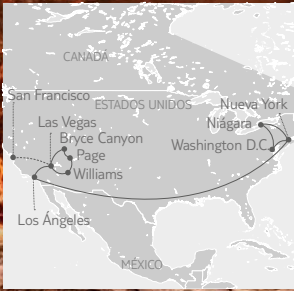 CANADÁ
San Francisco
ESTADOS UNIDOS
Nueva York
Las Vegas
Niágara
Bryce Canyon
Page
Washington D.C.
Williams
Los Ángeles
MÉXICO